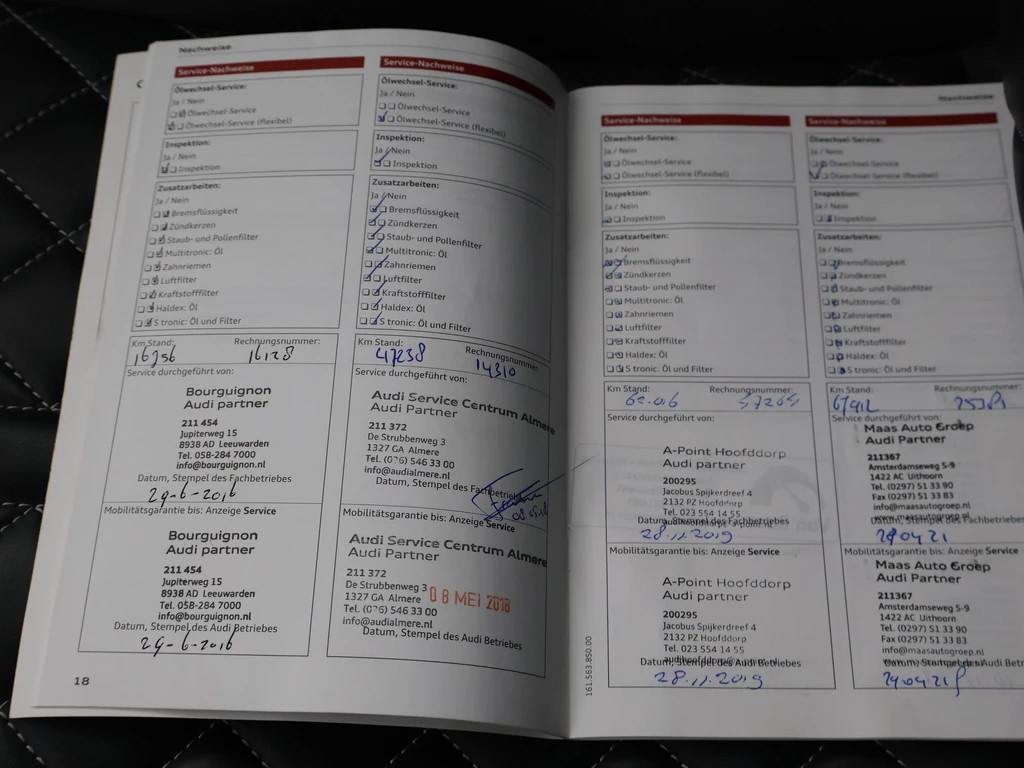 Nachweise
Service-Nachweise
Ölwechsel-Service:
Ja / Nein
Ölwechsel-Service
Ölwechsel-Service (flexibel)
Inspektion:
Ja / Nein
Inspektion
Zusatzarbeiten:
Ja / Nein
Bremsflüssigkeit
Zündkerzen
Staub- und Pollenfilter
Multitronic: Öl
Zahnriemen
Luftfilter
Kraftstofffilter
Haldex: Öl
S tronic: Öl und Filter
Km Stand: Rechnungsnummer:
16756 16128
Service durchgeführt von:
Bourguignon
Audi partner
211 454
Jupiterweg 15
8938 AD Leeuwarden
Tel. 058-284 7000
info@bourguignon.nl
Datum, Stempel des Fachbetriebes
29-6-2016
Mobilitätsgarantie bis: Anzeige Service
Bourguignon
Audi partner
211 454
Jupiterweg 15
8938 AD Leeuwarden
Tel. 058-284 7000
info@bourguignon.nl
Datum, Stempel des Audi Betriebes
29-6-2016
18
Service-Nachweise
Ölwechsel-Service:
Ja / Nein
Ölwechsel-Service
Ölwechsel-Service (flexibel)
Inspektion:
Ja / Nein
Inspektion
Zusatzarbeiten:
Ja / Nein
Bremsflüssigkeit
Zündkerzen
Staub- und Pollenfilter
Multitronic: Öl
Zahnriemen
Luftfilter
Kraftstofffilter
Haldex: Öl
S tronic: Öl und Filter
Km Stand: Rechnungsnummer:
47238 14310
Service durchgeführt von:
Audi Service Centrum Almere
Audi Partner
211 372
De Strubbenweg 3
1327 GA Almere
Tel. (036) 546 33 00
info@audialmere.nl
Datum, Stempel des Fachbetriebes
Mobilitätsgarantie bis: Anzeige Service
Audi Service Centrum Almere
Audi Partner
211 372
De Strubbenweg 3
1327 GA Almere
08 MEI 2018
Tel. (036) 546 33 00
info@audialmere.nl
Datum, Stempel des Audi Betriebes
Nachweise
Service-Nachweise
Ölwechsel-Service:
Ja / Nein
Ölwechsel-Service
Ölwechsel-Service (flexibel)
Inspektion:
Ja / Nein
Inspektion
Zusatzarbeiten:
Ja / Nein
Bremsflüssigkeit
Zündkerzen
Staub- und Pollenfilter
Multitronic: Öl
Zahnriemen
Luftfilter
Kraftstofffilter
Haldex: Öl
S tronic: Öl und Filter
Km Stand: Rechnungsnummer:
Service durchgeführt von:
A-Point Hoofddorp
Audi partner
200295
Jacobus Spijkerdreef 4
2132 PZ Hoofddorp
Tel. 023 554 14 55
Datum, Stempel des Fachbetriebes
28.11.2019
Mobilitätsgarantie bis: Anzeige Service
A-Point Hoofddorp
Audi partner
200295
Jacobus Spijkerdreef 4
2132 PZ Hoofddorp
Tel. 023 554 14 55
Datum, Stempel des Audi Betriebes
28.11.2019
161.563.850.00
Service-Nachweise
Ölwechsel-Service:
Ja / Nein
Ölwechsel-Service
Ölwechsel-Service (flexibel)
Inspektion:
Ja / Nein
Inspektion
Zusatzarbeiten:
Ja / Nein
Bremsflüssigkeit
Zündkerzen
Staub- und Pollenfilter
Multitronic: Öl
Zahnriemen
Luftfilter
Kraftstofffilter
Haldex: Öl
S tronic: Öl und Filter
Km Stand: Rechnungsnummer:
67912
Service durchgeführt von:
Maas Auto Groep
Audi Partner
211367
Amsterdamseweg 5-9
1422 AC Uithoorn
Tel. (0297) 51 33 90
Fax (0297) 51 33 83
info@maasautogroep.nl
www.maasautogroep.nl
Datum, Stempel des Fachbetriebes
290421
Mobilitätsgarantie bis: Anzeige Service
Maas Auto Groep
Audi Partner
211367
Amsterdamseweg 5-9
1422 AC Uithoorn
Tel. (0297) 51 33 90
Fax (0297) 51 33 83
info@maasautogroep.nl
www.maasautogroep.nl
Datum, Stempel des Audi Betr
290421